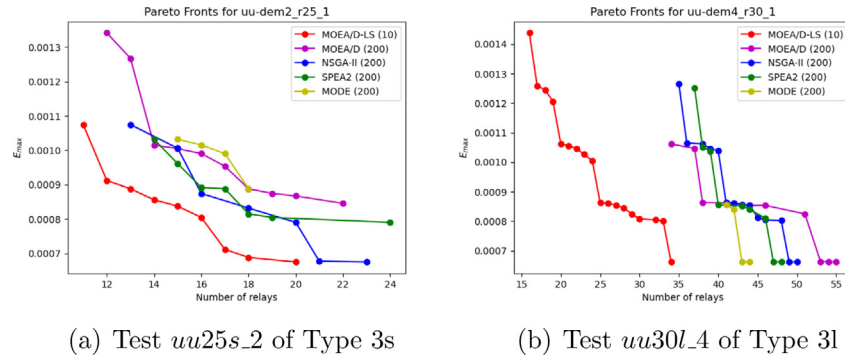 Pareto Fronts for uu-dem2_r25_1
MOEA/D-LS (10)
MOEA/D (200)
NSGA-II (200)
SPEA2 (200)
MODE (200)
0.0013
0.0012
0.0011
0.0010
0.0009
0.0008
0.0007
E_max
12 14 16 18 20 22 24
Number of relays
(a) Test uu25s_2 of Type 3s
Pareto Fronts for uu-dem4_r30_1
MOEA/D-LS (10)
MOEA/D (200)
NSGA-II (200)
SPEA2 (200)
MODE (200)
0.0014
0.0013
0.0012
0.0011
0.0010
0.0009
0.0008
0.0007
E_max
15 20 25 30 35 40 45 50 55
Number of relays
(b) Test uu30l_4 of Type 3l